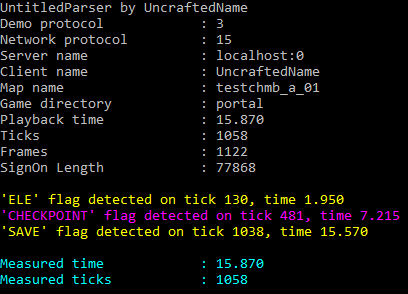 UntitledParser by UncraftedName
Demo protocol : 3
Network protocol : 15
Server name : localhost:0
Client name : UncraftedName
Map name : testchmb_a_01
Game directory : portal
Playback time : 15.870
Ticks : 1058
Frames : 1122
SignOn Length : 77868
'ELE' flag detected on tick 130, time 1.950
'CHECKPOINT' flag detected on tick 481, time 7.215
'SAVE' flag detected on tick 1038, time 15.570
Measured time : 15.870
Measured ticks : 1058